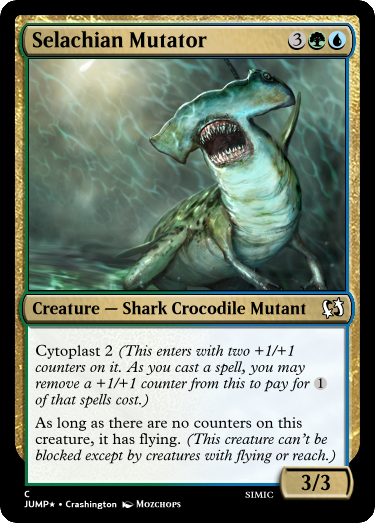 Selachian Mutator 3
Creature — Shark Crocodile Mutant
Cytoplast 2 (This enters with two +1/+1
counters on it. As you cast a spell, you may
remove a +1/+1 counter from this to pay for 1
of that spells cost.)
As long as there are no counters on this
creature, it has flying. (This creature can't be
blocked except by creatures with flying or reach.)
3/3
C
JUMP★ • Crashington MOZCHOPS
SIMIC